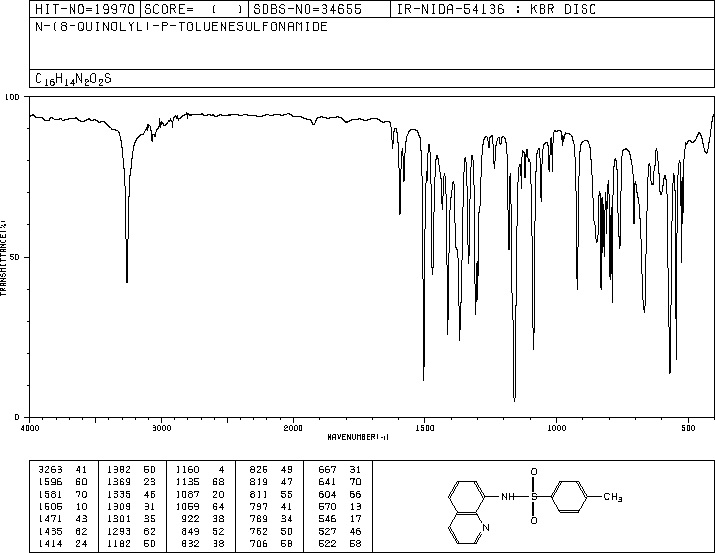 HIT-NO=19970 SCORE= ( ) SDBS-NO=34655 IR-NIDA-54136 : KBR DISC
N-(8-QUINOLYL)-P-TOLUENESULFONAMIDE
C16H14N2O2S
100
TRANSMITTANCE(%)
50
0
4000 3000 2000 1500 1000 500
WAVENUMBER(-1)
3263 41 1382 50 1160 4 826 49 667 31
1596 60 1369 23 1135 68 819 47 641 70
1581 70 1335 46 1087 20 811 55 604 66
1505 10 1309 31 1059 64 797 41 570 13
1471 43 1301 35 922 38 789 34 546 17
1435 62 1293 62 849 52 762 50 527 46
1414 24 1182 50 832 38 706 58 522 58
O
NH S CH3
O
N